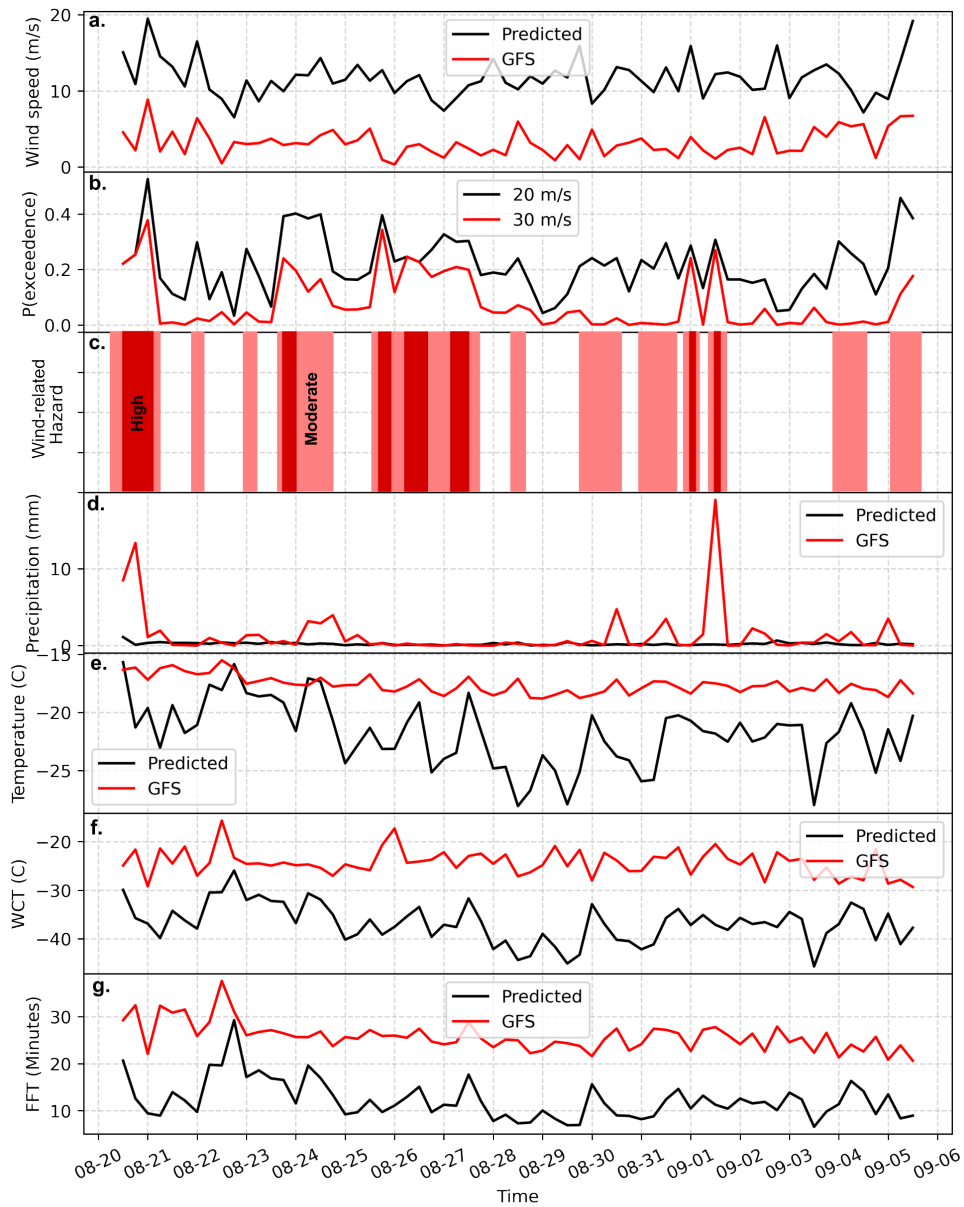 a.
Wind speed (m/s)
20
10
0
Predicted
GFS
b.
P(exceedence)
0.4
0.2
0.0
20 m/s
30 m/s
c.
Wind-related
Hazard
High
Moderate
d.
Precipitation (mm)
10
0
Predicted
GFS
e.
Temperature (C)
−15
−20
−25
Predicted
GFS
f.
WCT (C)
−20
−30
−40
Predicted
GFS
g.
FFT (Minutes)
30
20
10
Predicted
GFS
08-20 08-21 08-22 08-23 08-24 08-25 08-26 08-27 08-28 08-29 08-30 08-31 09-01 09-02 09-03 09-04 09-05 09-06
Time